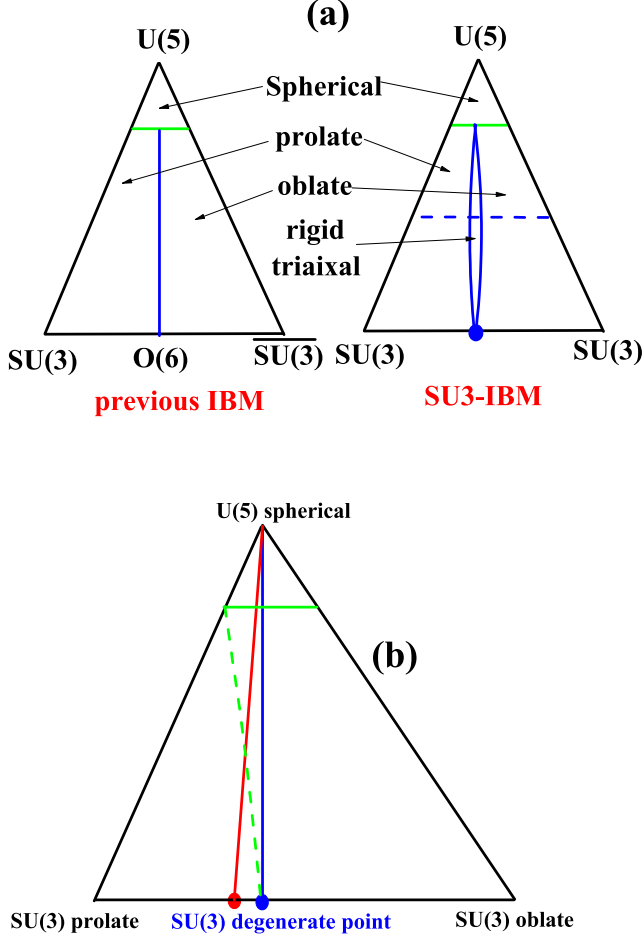 (a)
U(5)
U(5)
Spherical
prolate
oblate
rigid
triaixal
SU(3)
O(6)
SU(3)
SU(3)
SU(3)
previous IBM
SU3-IBM
U(5) spherical
(b)
SU(3) prolate
SU(3) degenerate point
SU(3) oblate